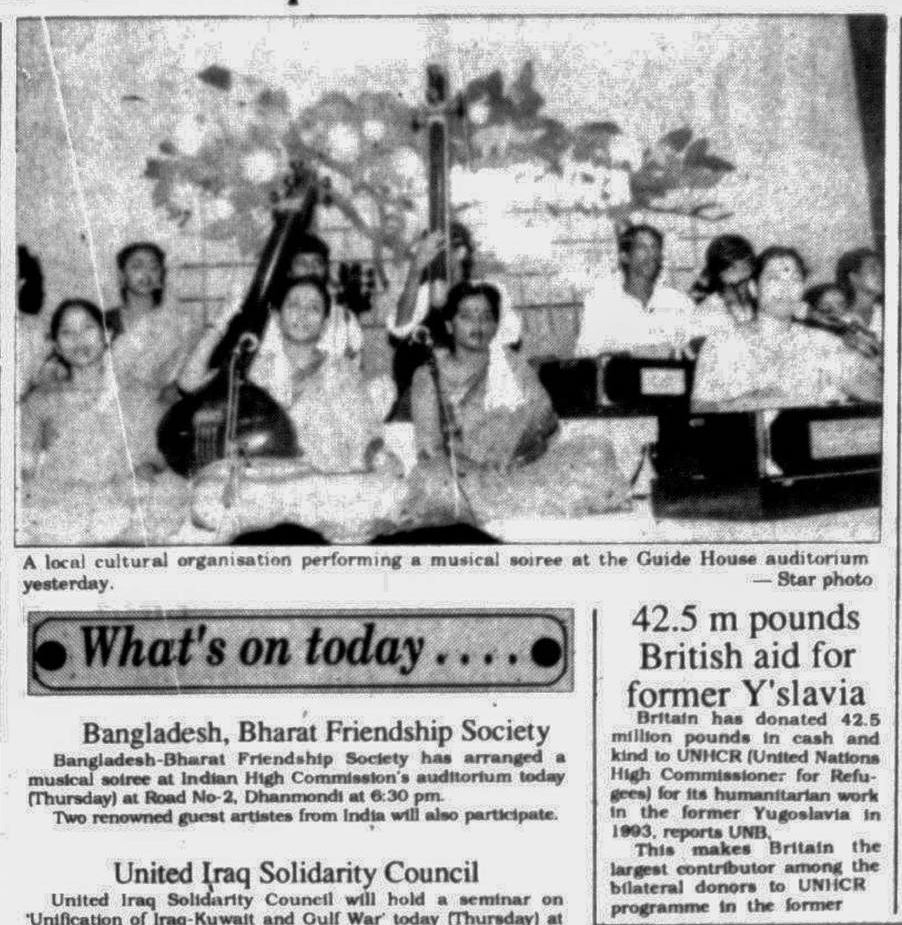 A local cultural organisation performing a musical soiree at the Guide House auditorium
yesterday.
— Star photo
What's on today....
Bangladesh, Bharat Friendship Society
Bangladesh-Bharat Friendship Society has arranged a
musical soiree at Indian High Commission's auditorium today
(Thursday) at Road No-2, Dhanmondi at 6:30 pm.
Two renowned guest artistes from India will also participate.
United Iraq Solidarity Council
United Iraq Solidarity Council will hold a seminar on
'Unification of Iraq-Kuwait and Gulf War' today (Thursday) at
42.5 m pounds
British aid for
former Y'slavia
Britain has donated 42.5
million pounds in cash and
kind to UNHCR (United Nations
High Commissioner for Refu-
gees) for its humanitarian work
in the former Yugoslavia in
1993, reports UNB.
This makes Britain the
largest contributor among the
bilateral donors to UNHCR
programme in the former